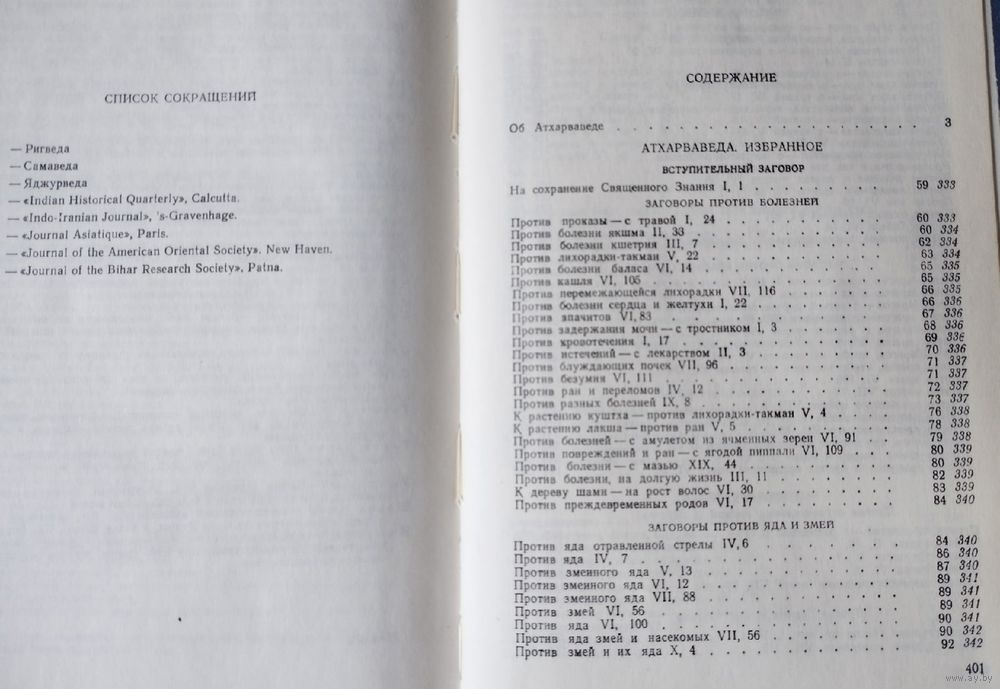 СПИСОК СОКРАЩЕНИЙ
— Ригведа
— Самаведа
— Яджурведа
— «Indian Historical Quarterly», Calcutta.
— «Indo-Iranian Journal», 's-Gravenhage.
— «Journal Asiatique», Paris.
— «Journal of the American Oriental Society». New Haven.
— «Journal of the Bihar Research Society», Patna.
СОДЕРЖАНИЕ
Об Атхарваведе . . . . . . . . . . . . . . . . . . 3
АТХАРВАВЕДА. ИЗБРАННОЕ
ВСТУПИТЕЛЬНЫЙ ЗАГОВОР
На сохранение Священного Знания I, 1 . . . . . . . . 59 333
ЗАГОВОРЫ ПРОТИВ БОЛЕЗНЕЙ
Против проказы — с травой I, 24 . . . . . . . . . 60 333
Против болезни якшма II, 33 . . . . . . . . . . 60 334
Против болезни кшетрия III, 7 . . . . . . . . . 62 334
Против лихорадки-такман V, 22 . . . . . . . . . 63 334
Против болезни баласа VI, 14 . . . . . . . . . 65 335
Против кашля VI, 105 . . . . . . . . . . . . 65 335
Против перемежающейся лихорадки VII, 116 . . . . . . 66 335
Против болезни сердца и желтухи I, 22 . . . . . . . 66 336
Против апачитов VI, 83 . . . . . . . . . . . 67 336
Против задержания мочи — с тростником I, 3 . . . . . . 68 336
Против кровотечения I, 17 . . . . . . . . . . . 69 336
Против истечений — с лекарством II, 3 . . . . . . . 70 336
Против блуждающих почек VII, 96 . . . . . . . . 71 337
Против безумия VI, 111 . . . . . . . . . . . 71 337
Против ран и переломов IV, 12 . . . . . . . . . 72 337
Против разных болезней IX, 8 . . . . . . . . . 73 337
К растению куштха — против лихорадки-такман V, 4 . . . . 76 338
К растению лакша — против ран V, 5 . . . . . . . . 78 338
Против болезней — с амулетом из ячменных зерен VI, 91 . . 79 338
Против повреждений и ран — с ягодой пиппали VI, 109 . . . 80 339
Против болезни — с мазью XIX, 44 . . . . . . . . 80 339
Против болезни, на долгую жизнь III, 11 . . . . . . . 82 339
К дереву шами — на рост волос VI, 30 . . . . . . . 83 339
Против преждевременных родов VI, 17 . . . . . . . 84 340
ЗАГОВОРЫ ПРОТИВ ЯДА И ЗМЕЙ
Против яда отравленной стрелы IV, 6 . . . . . . . . 84 340
Против яда IV, 7 . . . . . . . . . . . . . 86 340
Против змеиного яда V, 13 . . . . . . . . . . 87 340
Против змеиного яда VI, 12 . . . . . . . . . . 89 341
Против змеиного яда VII, 88 . . . . . . . . . . 89 341
Против змей VI, 56 . . . . . . . . . . . . 89 341
Против яда VI, 100 . . . . . . . . . . . . 90 341
Против яда змей и насекомых VII, 56 . . . . . . . 90 342
Против змей и их яда X, 4 . . . . . . . . . . 92 342
401
www.ay.by